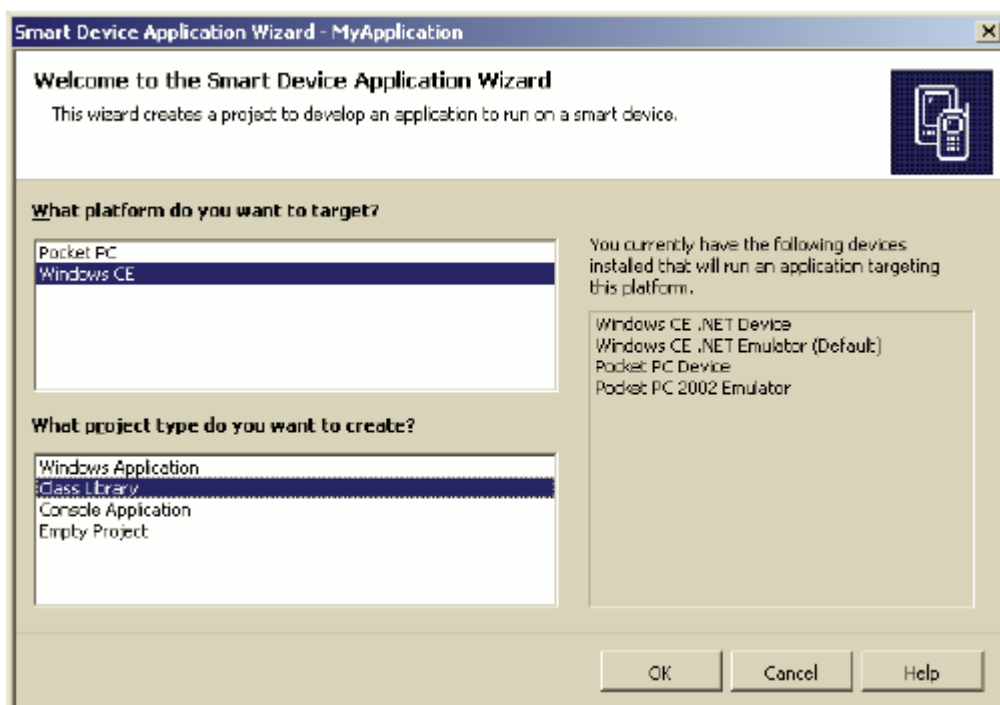 Smart Device Application Wizard - MyApplication
Welcome to the Smart Device Application Wizard
This wizard creates a project to develop an application to run on a smart device.
What platform do you want to target?
Pocket PC
Windows CE
You currently have the following devices
installed that will run an application targeting
this platform.
Windows CE .NET Device
Windows CE .NET Emulator (Default)
Pocket PC Device
Pocket PC 2002 Emulator
What project type do you want to create?
Windows Application
Class Library
Console Application
Empty Project
OK
Cancel
Help